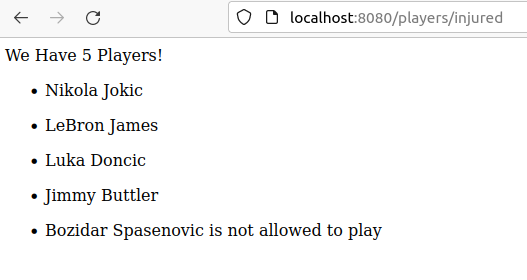 localhost:8080/players/injured
We Have 5 Players!
Nikola Jokic
LeBron James
Luka Doncic
Jimmy Buttler
Bozidar Spasenovic is not allowed to play